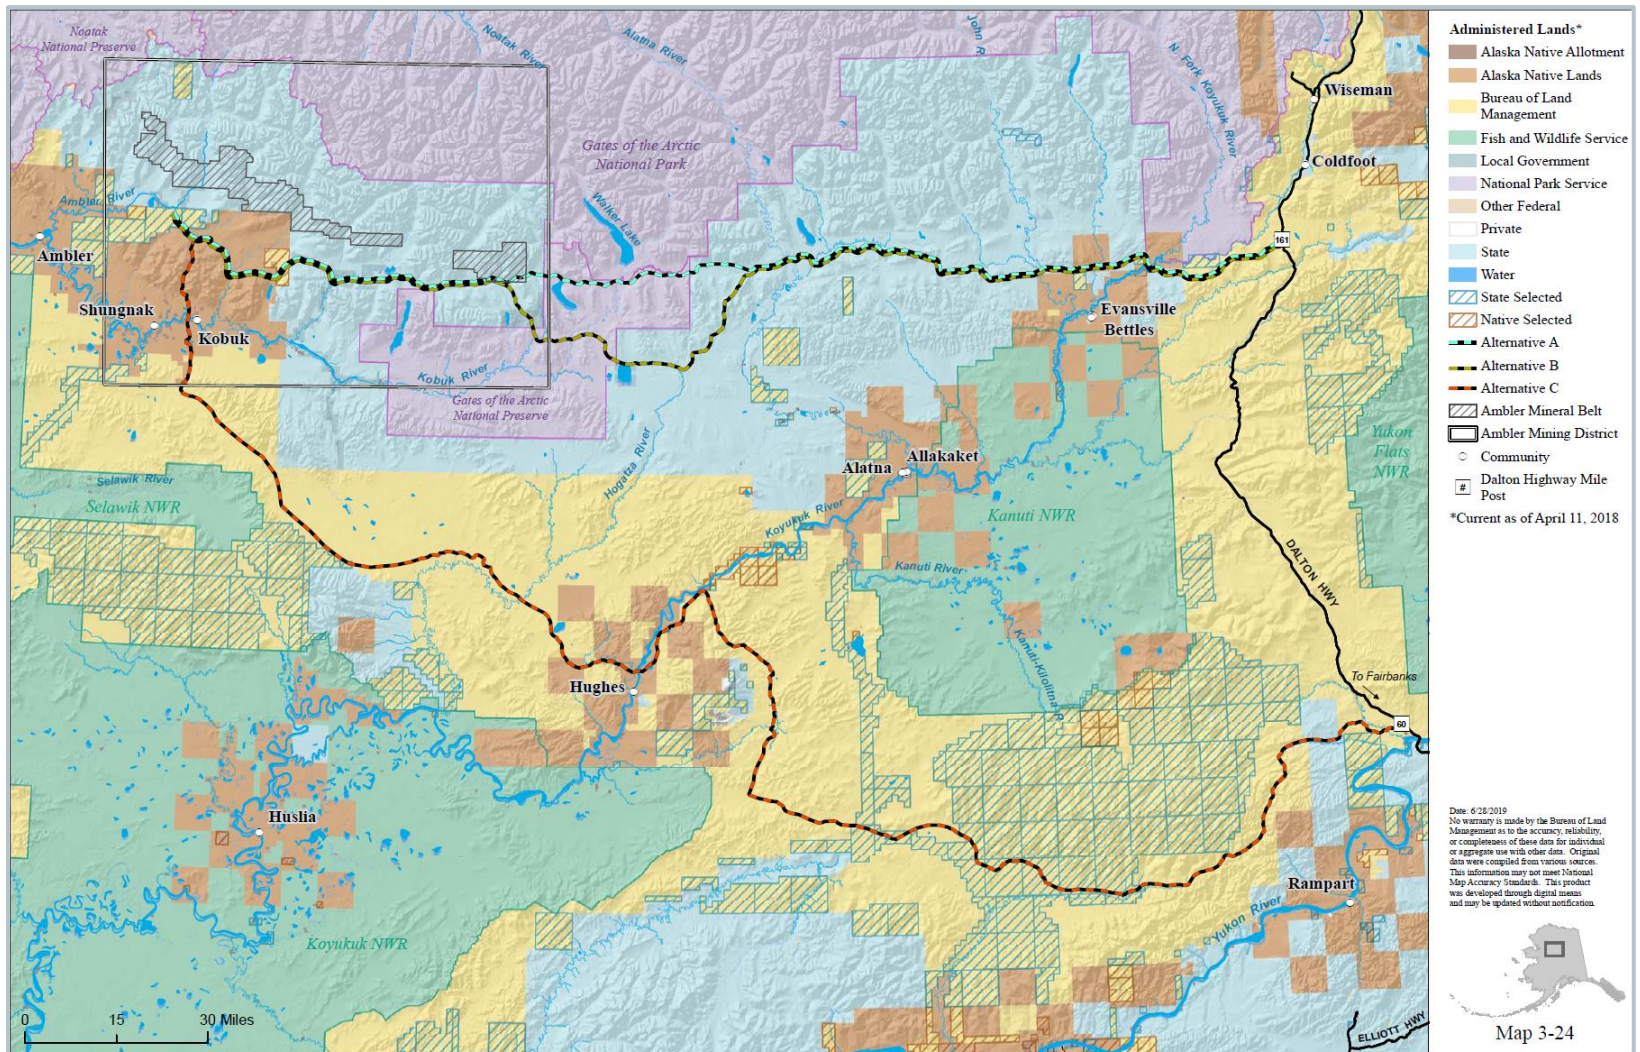 Noatak
National Preserve
Noatak River
Alatna River
John R.
N. Fork Koyukuk River
Wiseman
Coldfoot
Gates of the Arctic
National Park
Walker Lake
Ambler River
Ambler
161
Shungnak
Kobuk
Evansville
Bettles
Kobuk River
Gates of the Arctic
National Preserve
Hogatza River
Yukon
Flats
NWR
Alatna
Allakaket
Selawik River
Selawik NWR
Koyukuk River
Kanuti NWR
Kanuti River
DALTON HWY
Kanuti-Kilolitna R.
To Fairbanks
Hughes
60
Huslia
Rampart
Yukon River
Koyukuk NWR
0 15 30 Miles
ELLIOTT HWY
Administered Lands*
Alaska Native Allotment
Alaska Native Lands
Bureau of Land
Management
Fish and Wildlife Service
Local Government
National Park Service
Other Federal
Private
State
Water
State Selected
Native Selected
Alternative A
Alternative B
Alternative C
Ambler Mineral Belt
Ambler Mining District
Community
# Dalton Highway Mile
Post
*Current as of April 11, 2018
Date: 6/28/2019
No warranty is made by the Bureau of Land
Management as to the accuracy, reliability,
or completeness of these data for individual
or aggregate use with other data. Original
data were compiled from various sources.
This information may not meet National
Map Accuracy Standards. This product
was developed through digital means
and may be updated without notification.
Map 3-24